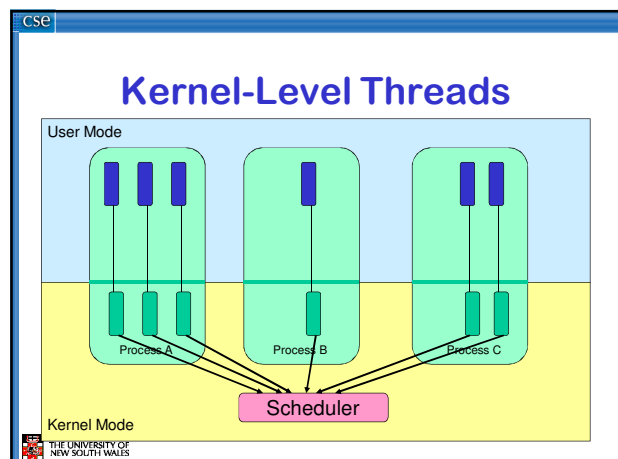 cse
Kernel-Level Threads
User Mode
Process A
Process B
Process C
Scheduler
Kernel Mode
THE UNIVERSITY OF
NEW SOUTH WALES